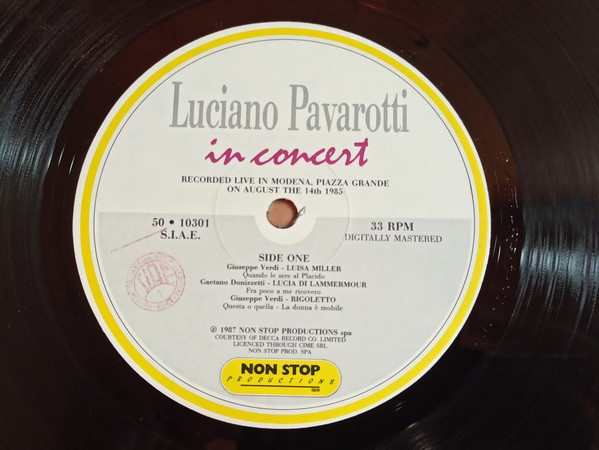 Luciano Pavarotti
in concert
RECORDED LIVE IN MODENA, PIAZZA GRANDE
ON AUGUST THE 14th 1985
50 • 10301
S.I.A.E.
33 RPM
DIGITALLY MASTERED
SIDE ONE
Giuseppe Verdi - LUISA MILLER
Quando le sere al Placido
Gaetano Donizzetti - LUCIA DI LAMMERMOUR
Fra poco a me ricovero
Giuseppe Verdi - RIGOLETTO
Questa o quella - La donna è mobile
℗ 1987 NON STOP PRODUCTIONS spa
COURTESY OF DECCA RECORD CO. LIMITED
LICENCED THROUGH CIME SRL
NON STOP PROD. SPA
NON STOP
PRODUCTIONS